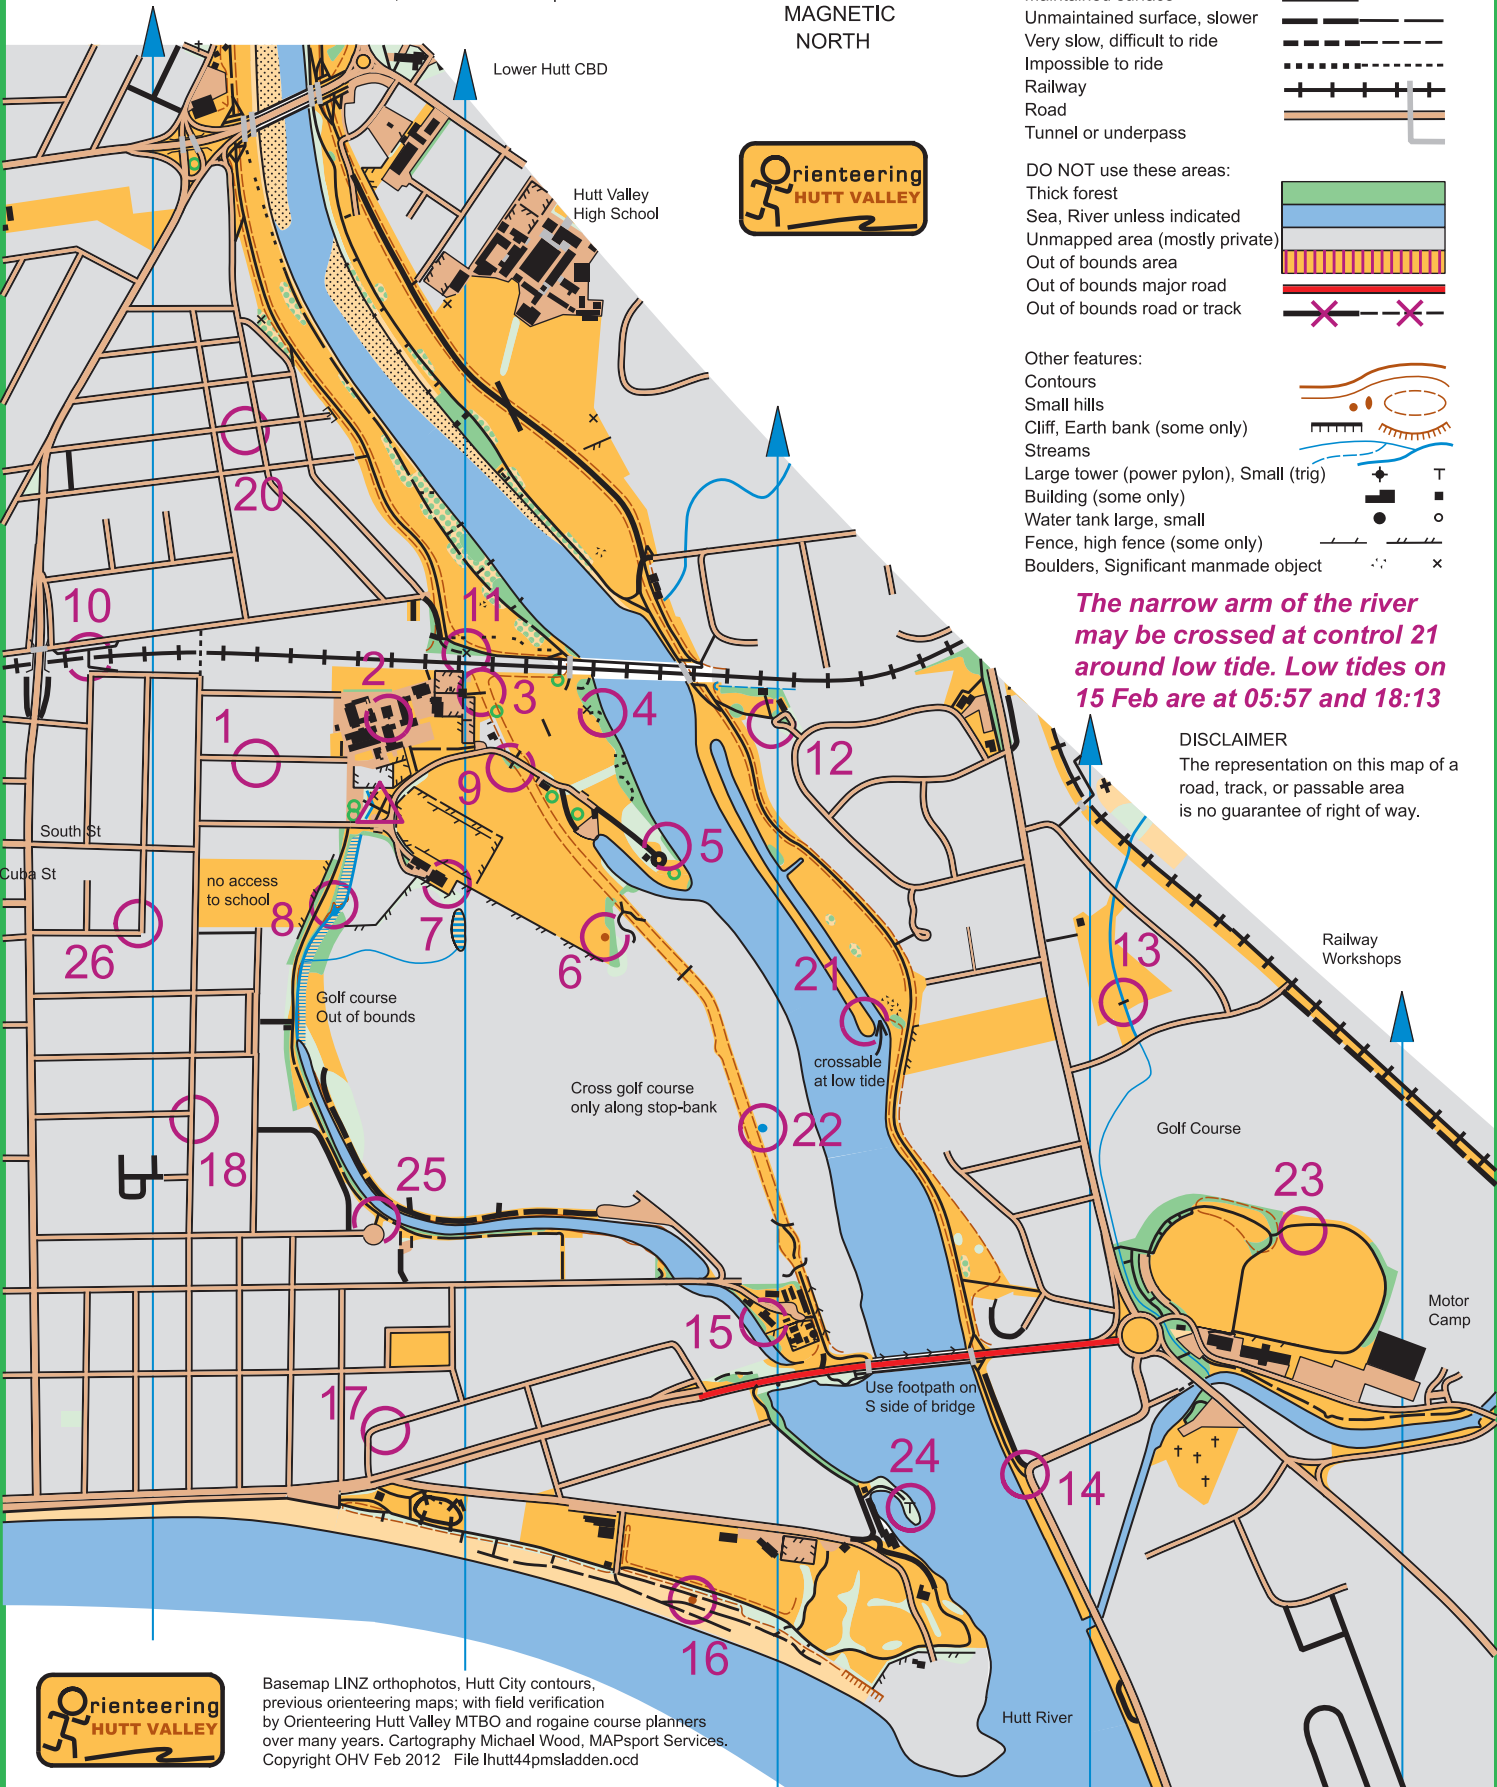 MAGNETIC
NORTH
Lower Hutt CBD
Hutt Valley
High School
rienteering
HUTT VALLEY
Unmaintained surface, slower
Very slow, difficult to ride
Impossible to ride
Railway
Road
Tunnel or underpass
DO NOT use these areas:
Thick forest
Sea, River unless indicated
Unmapped area (mostly private)
Out of bounds area
Out of bounds major road
Out of bounds road or track
Other features:
Contours
Small hills
Cliff, Earth bank (some only)
Streams
Large tower (power pylon), Small (trig)
Building (some only)
Water tank large, small
Fence, high fence (some only)
Boulders, Significant manmade object
The narrow arm of the river
may be crossed at control 21
around low tide. Low tides on
15 Feb are at 05:57 and 18:13
DISCLAIMER
The representation on this map of a
road, track, or passable area
is no guarantee of right of way.
20
10
11
2
3
4
1
12
9
5
South St
Cuba St
no access
to school
8
7
6
26
21
13
Railway
Workshops
Golf course
Out of bounds
crossable
at low tide
Cross golf course
only along stop-bank
22
Golf Course
18
25
23
Motor
Camp
15
Use footpath on
S side of bridge
17
24
14
16
Hutt River
rienteering
HUTT VALLEY
Basemap LINZ orthophotos, Hutt City contours,
previous orienteering maps; with field verification
by Orienteering Hutt Valley MTBO and rogaine course planners
over many years. Cartography Michael Wood, MAPsport Services.
Copyright OHV Feb 2012 File lhutt44pmsladden.ocd